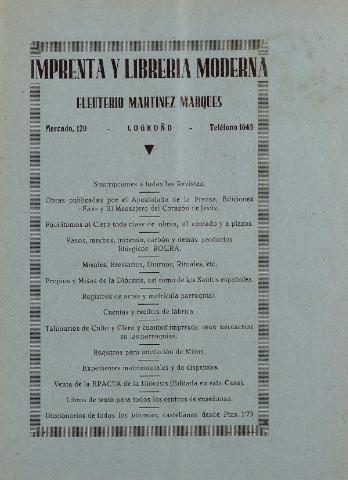 IMPRENTA Y LIBRERIA MODERNA
ELEUTERIO MARTINEZ MARQUES
Mercado, 120 - LOGROÑO - Teléfono 1645
Suscripciones a todas las Revistas.
Obras publicadas por el Apostolado de la Prensa, Ediciones
«Fax» y El Mensajero del Corazón de Jesús.
Facilitamos al Clero toda clase de obras, al contado y a plazos.
Vasos, mechas, incienso, carbón y demás productos
litúrgicos ROURA.
Misales, Breviarios, Diurnos, Rituales, etc.
Propios y Misas de la Diócesis, así como de los Santos españoles.
Registros de actas y matrícula parroquial.
Cuentas y recibos de fábrica.
Talonarios de Culto y Clero y cuantos impresos sean necesarios
en las parroquias.
Registros para anotación de Misas.
Expedientes matrimoniales y de dispensas.
Venta de la EPACTA de la Diócesis (Editada en esta Casa).
Libros de texto para todos los centros de enseñanza.
Diccionarios de todos los idiomas; castellanos desde Ptas. 1'75